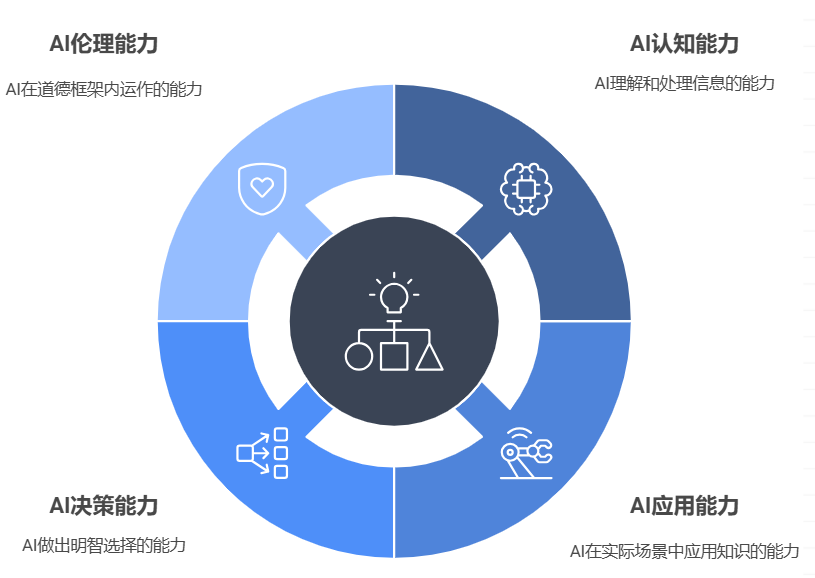 AI伦理能力
AI在道德框架内运作的能力
AI认知能力
AI理解和处理信息的能力
AI决策能力
AI做出明智选择的能力
AI应用能力
AI在实际场景中应用知识的能力